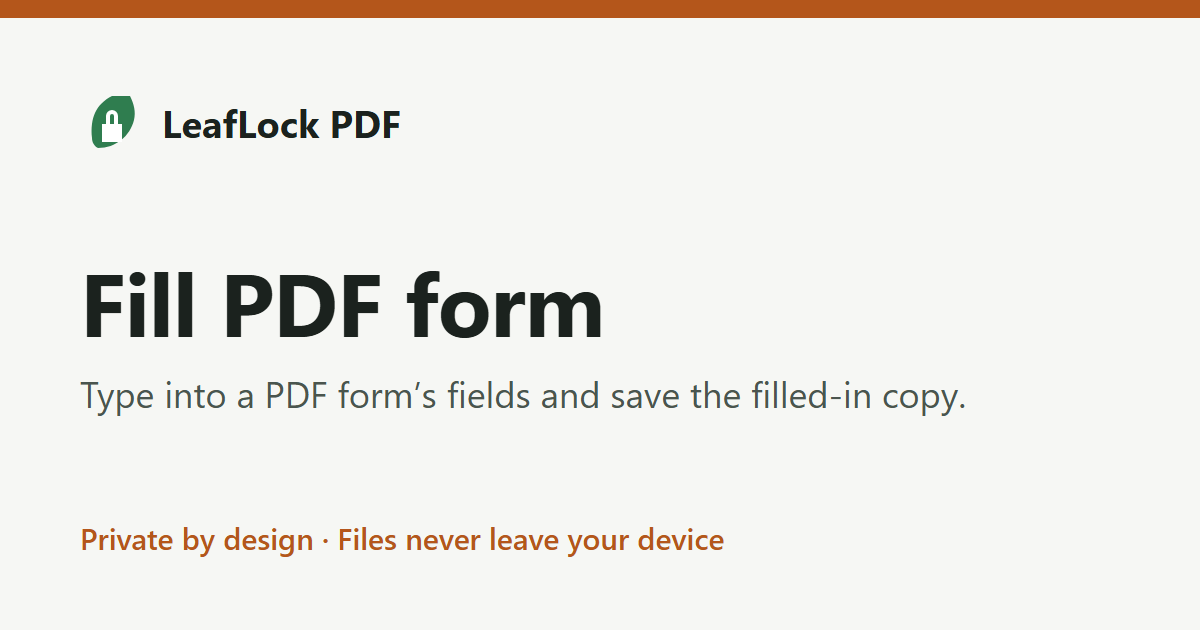 LeafLock PDF
Fill PDF form
Type into a PDF form’s fields and save the filled-in copy.
Private by design · Files never leave your device